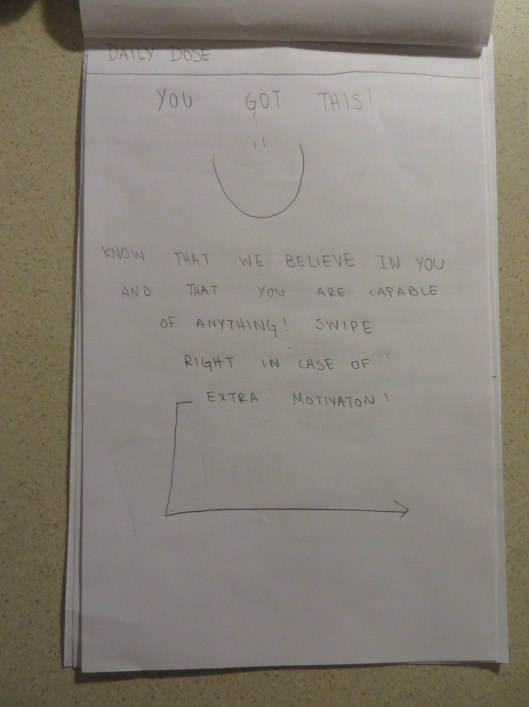 DAILY DOSE
YOU GOT THIS!
KNOW THAT WE BELIEVE IN YOU
AND THAT YOU ARE CAPABLE
OF ANYTHING! SWIPE
RIGHT IN CASE OF
EXTRA MOTIVATON!